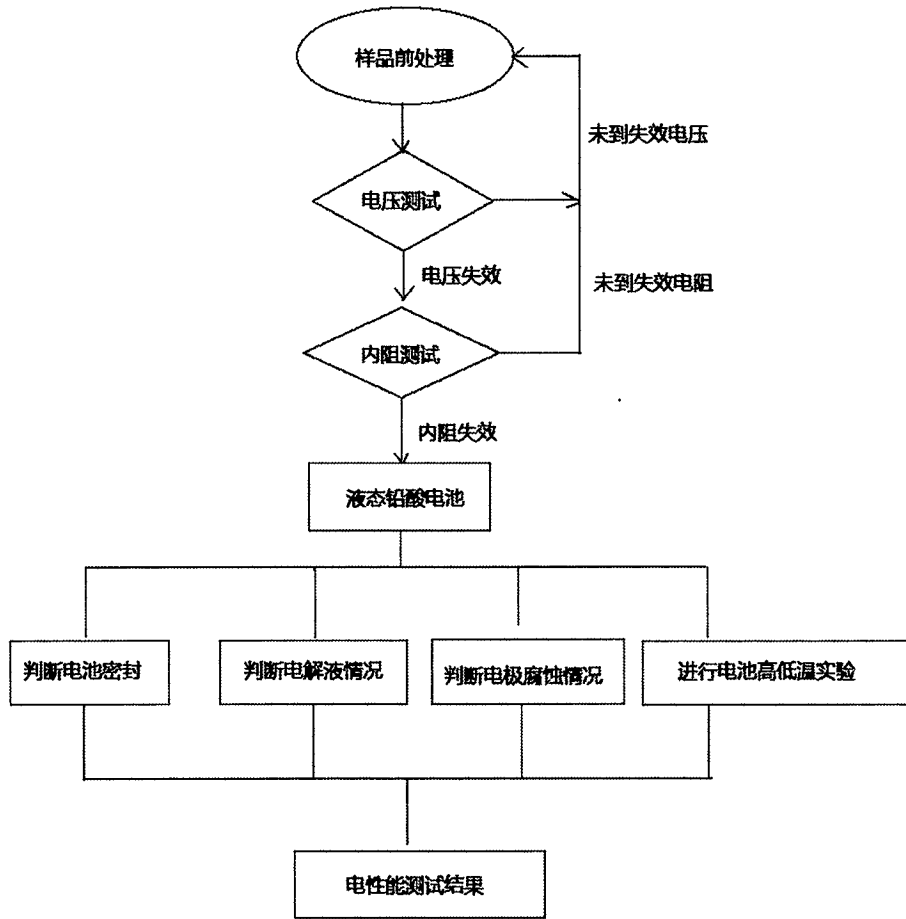 样品前处理
未到失效电压
电压测试
电压失效
未到失效电阻
内阻测试
内阻失效
液态铅酸电池
判断电池密封
判断电解液情况
判断电极腐蚀情况
进行电池高低温实验
电性能测试结果